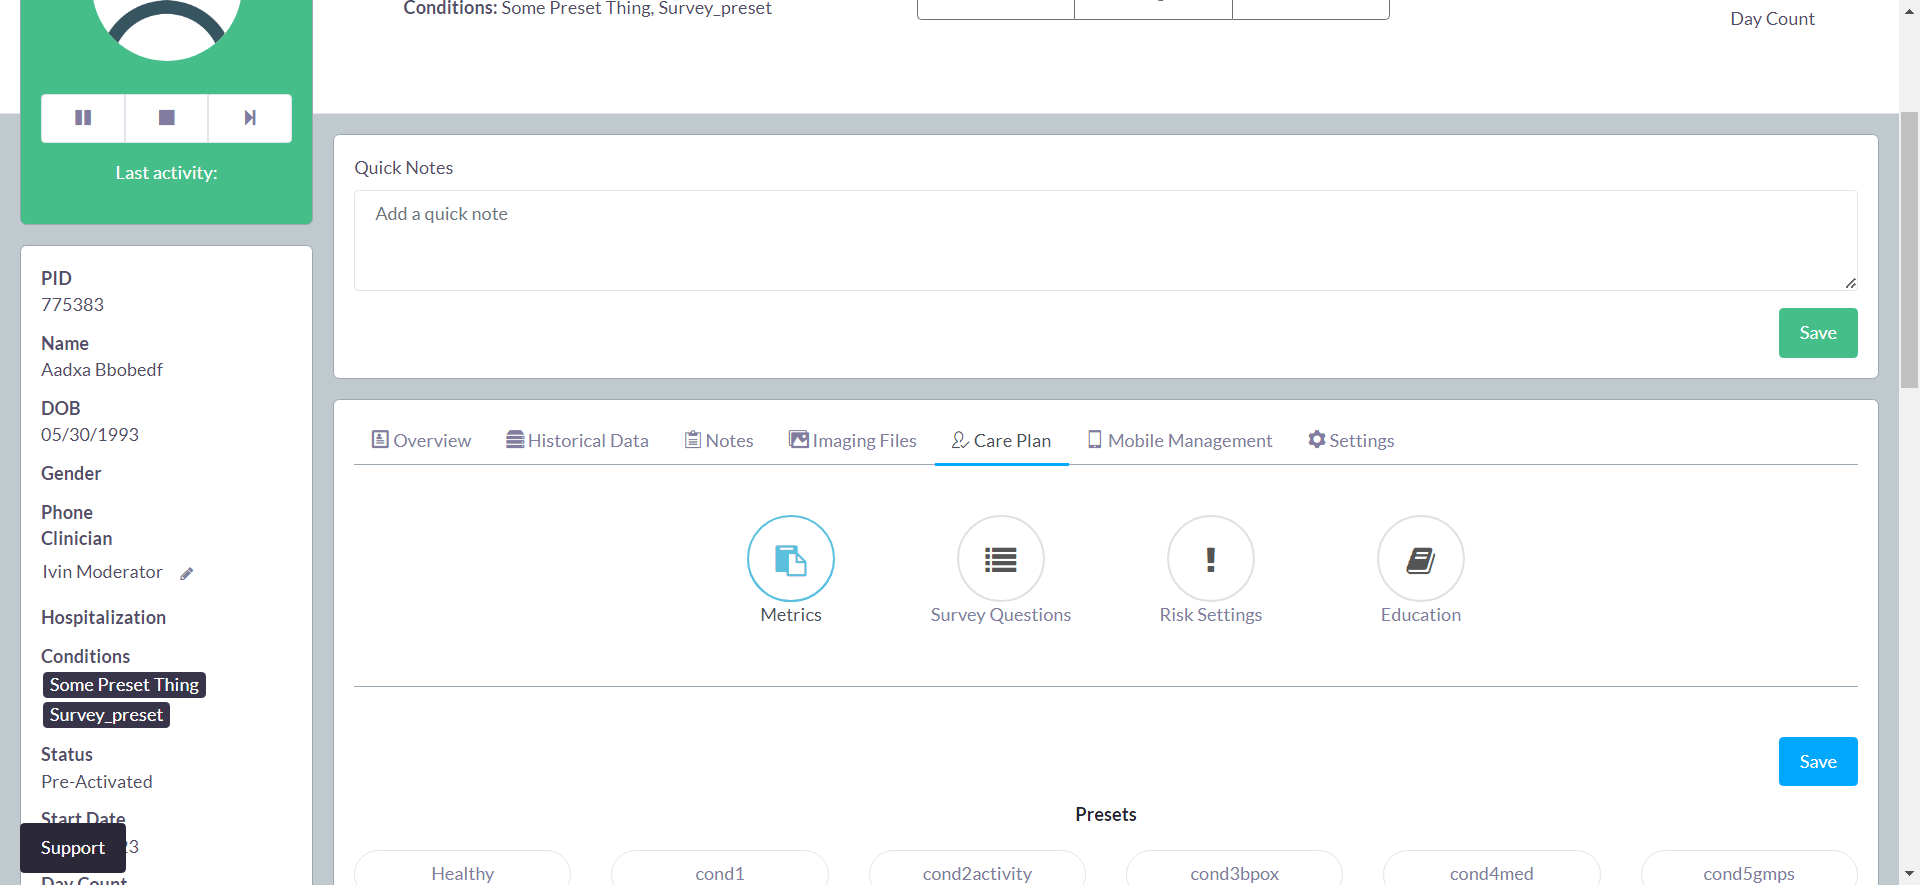 Conditions: Some Preset Thing, Survey_preset
Day Count
Last activity:
Quick Notes
Add a quick note
Save
PID
775383
Name
Aadxa Bbobedf
DOB
05/30/1993
Gender
Phone
Clinician
Ivin Moderator
Hospitalization
Conditions
Some Preset Thing
Survey_preset
Status
Pre-Activated
Start Date
Support
Day Count
Overview
Historical Data
Notes
Imaging Files
Care Plan
Mobile Management
Settings
Metrics
Survey Questions
Risk Settings
Education
Save
Presets
Healthy
cond1
cond2activity
cond3bpox
cond4med
cond5gmps